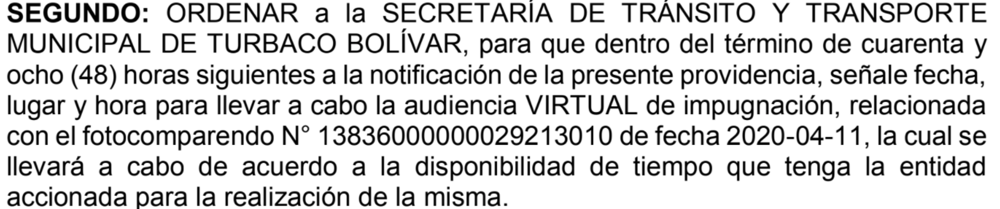 SEGUNDO: ORDENAR a la SECRETARÍA DE TRÁNSITO Y TRANSPORTE
MUNICIPAL DE TURBACO BOLÍVAR, para que dentro del término de cuarenta y
ocho (48) horas siguientes a la notificación de la presente providencia, señale fecha,
lugar y hora para llevar a cabo la audiencia VIRTUAL de impugnación, relacionada
con el fotocomparendo N° 13836000000029213010 de fecha 2020-04-11, la cual se
llevará a cabo de acuerdo a la disponibilidad de tiempo que tenga la entidad
accionada para la realización de la misma.